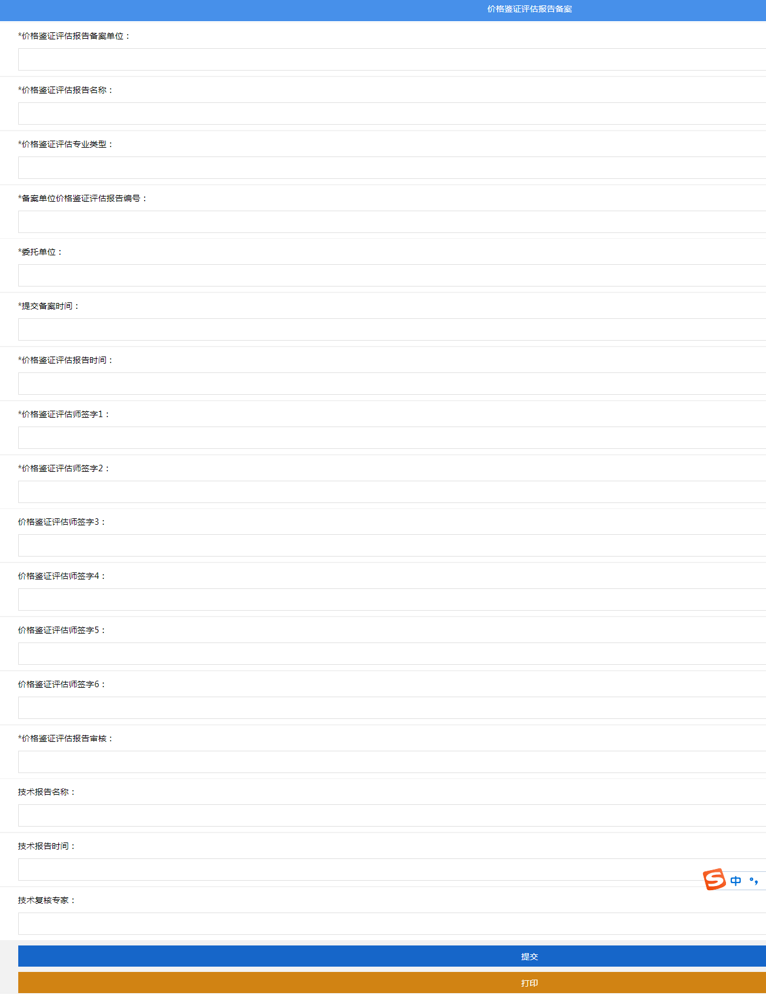 价格鉴证评估报告备案
*价格鉴证评估报告备案单位：
*价格鉴证评估报告名称：
*价格鉴证评估专业类型：
*备案单位价格鉴证评估报告编号：
*委托单位：
*提交备案时间：
*价格鉴证评估报告时间：
*价格鉴证评估师签字1：
*价格鉴证评估师签字2：
价格鉴证评估师签字3：
价格鉴证评估师签字4：
价格鉴证评估师签字5：
价格鉴证评估师签字6：
*价格鉴证评估报告审核：
技术报告名称：
技术报告时间：
S 中 °，
技术复核专家：
提交
打印